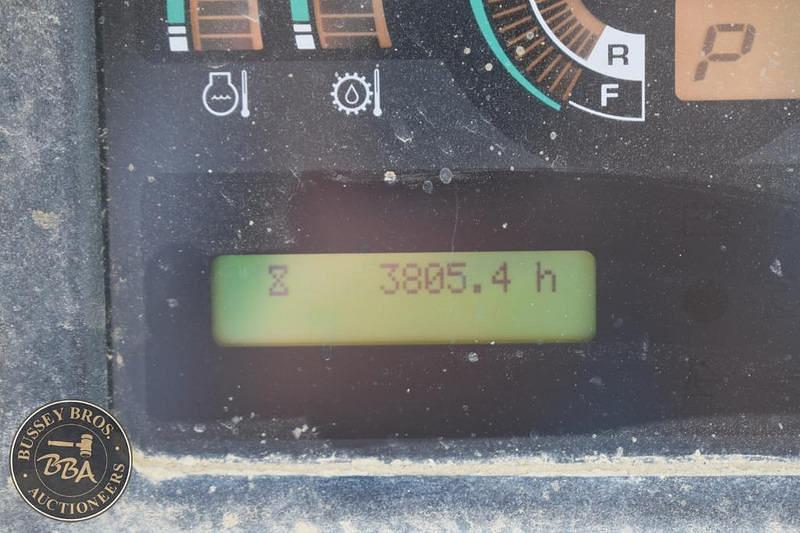 R
F
P
3805.4 h
BUSSEY BROS.
BBA
AUCTIONEERS